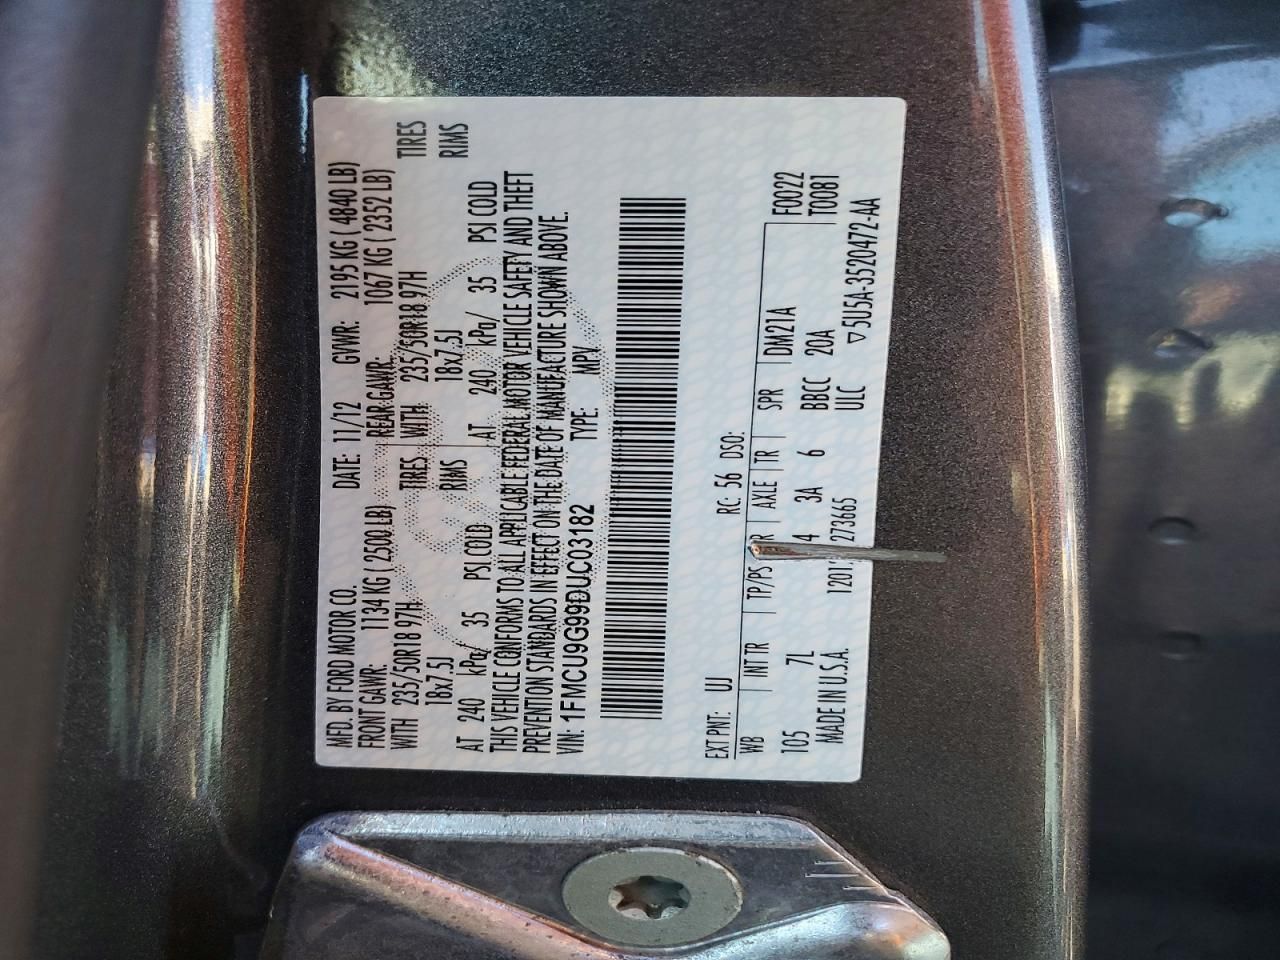 MFD. BY FORD MOTOR CO. DATE: 11/12 GVWR: 2195 KG ( 4840 LB)
FRONT GAWR: 1134 KG ( 2500 LB) REAR GAWR: 1067 KG ( 2352 LB)
WITH 235/50R18 97H TIRES WITH 235/50R18 97H TIRES
18x7.5J RIMS 18x7.5J RIMS
AT 240 kPa/ 35 PSI COLD AT 240 kPa/ 35 PSI COLD
THIS VEHICLE CONFORMS TO ALL APPLICABLE FEDERAL MOTOR VEHICLE SAFETY AND THEFT
PREVENTION STANDARDS IN EFFECT ON THE DATE OF MANUFACTURE SHOWN ABOVE.
VIN: 1FMCU9G99DUC03182 TYPE: MPV
EXT PNT: UJ RC: 56 DSO:
WB INT TR TP/PS R AXLE TR SPR DM21A F0022
105 7L 4 3A 6 BBCC 20A T0081
MADE IN U.S.A. 1201 273665 ULC ▽5U5A-3520472-AA